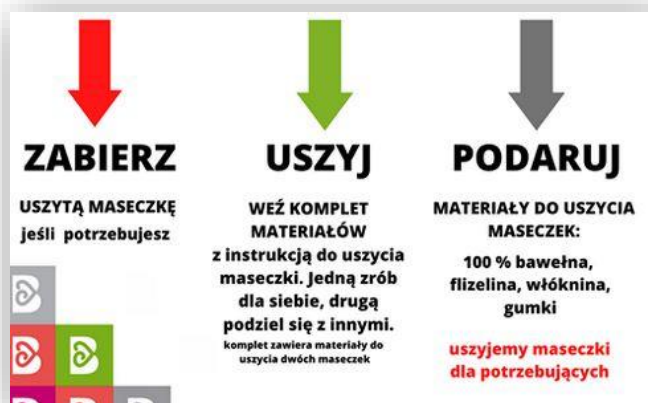 ZABIERZ
USZYTĄ MASECZKĘ
jeśli potrzebujesz
USZYJ
WEŹ KOMPLET
MATERIAŁÓW
z instrukcją do uszycia
maseczki. Jedną zrób
dla siebie, drugą
podziel się z innymi.
komplet zawiera materiały do
uszycia dwóch maseczek
PODARUJ
MATERIAŁY DO USZYCIA
MASECZEK:
100 % bawełna,
flizelina, włóknina,
gumki
uszyjemy maseczki
dla potrzebujących